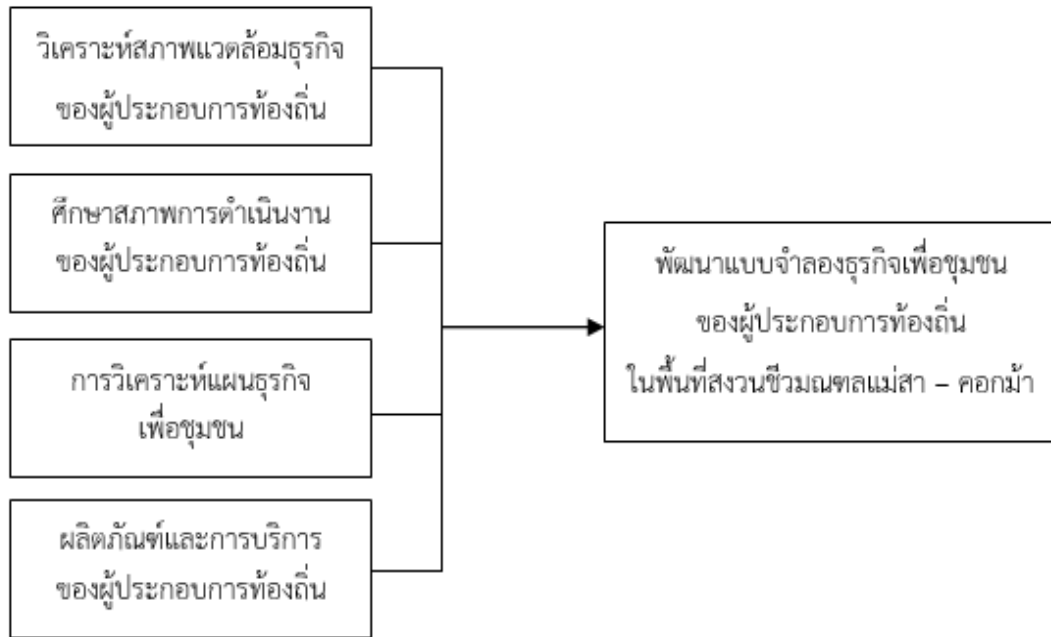 วิเคราะห์สภาพแวดล้อมธุรกิจ
ของผู้ประกอบการท้องถิ่น
ศึกษาสภาพการดำเนินงาน
ของผู้ประกอบการท้องถิ่น
การวิเคราะห์แผนธุรกิจ
เพื่อชุมชน
ผลิตภัณฑ์และการบริการ
ของผู้ประกอบการท้องถิ่น
พัฒนาแบบจำลองธุรกิจเพื่อชุมชน
ของผู้ประกอบการท้องถิ่น
ในพื้นที่สงวนชีวมณฑลแม่สา – คอกม้า